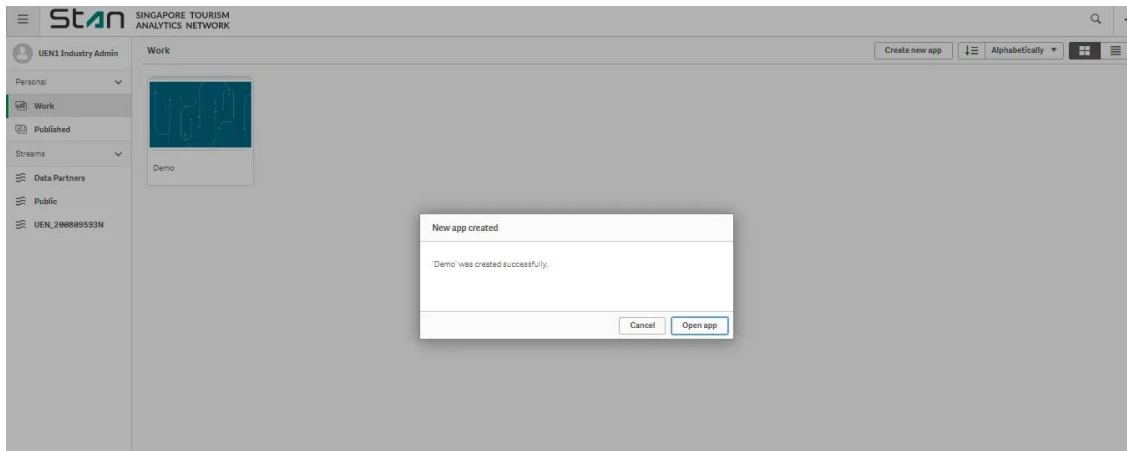 Stan
SINGAPORE TOURISM
ANALYTICS NETWORK
UEN1 Industry Admin
Work
Create new app
Alphabetically
Personal
Work
Published
Streams
Data Partners
Public
UEN_200809593N
Demo
New app created
'Demo' was created successfully.
Cancel
Open app